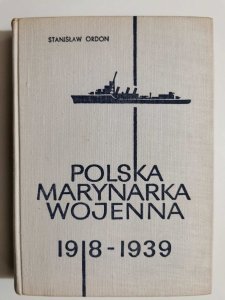 STANISŁAW ORDON
POLSKA
MARYNARKA
WOJENNA
1918-1939